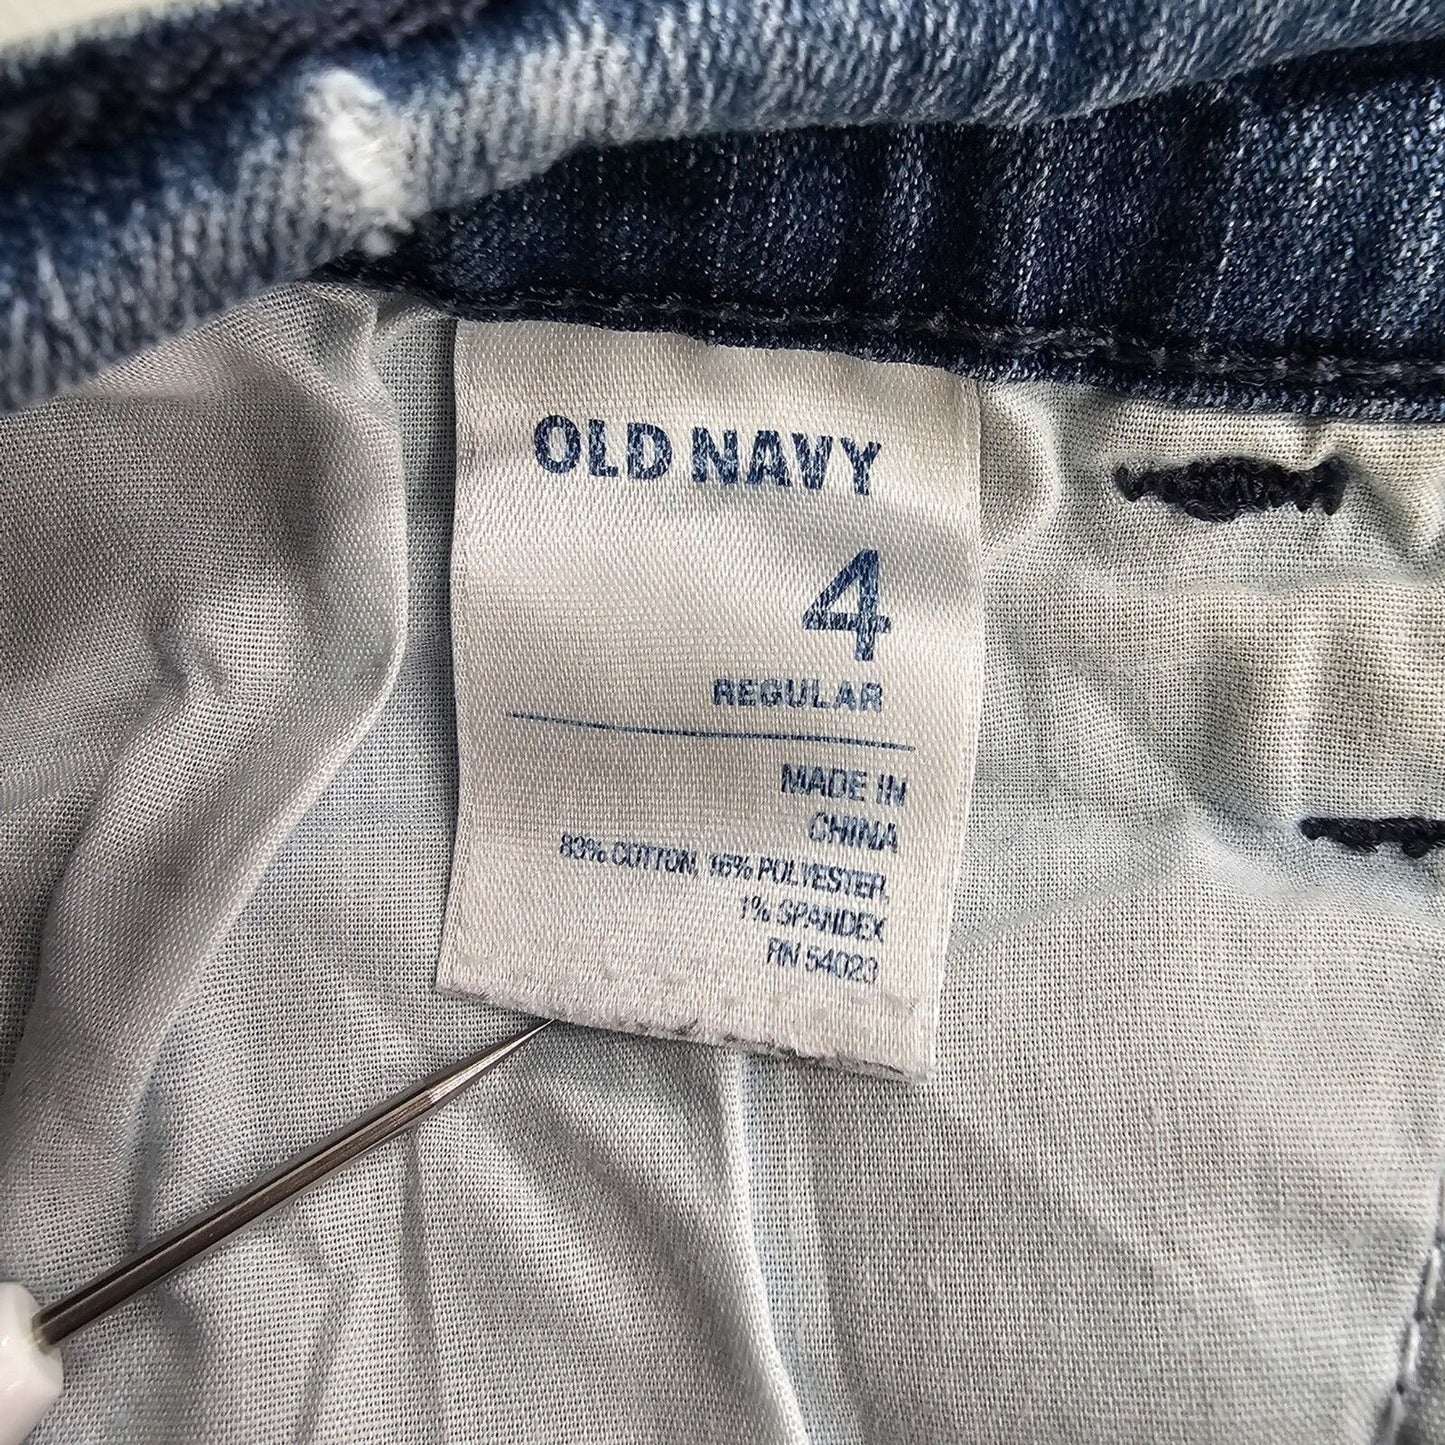 OLD NAVY
4
REGULAR
MADE IN
CHINA
83% COTTON, 16% POLYESTER,
1% SPANDEX
RN 54023